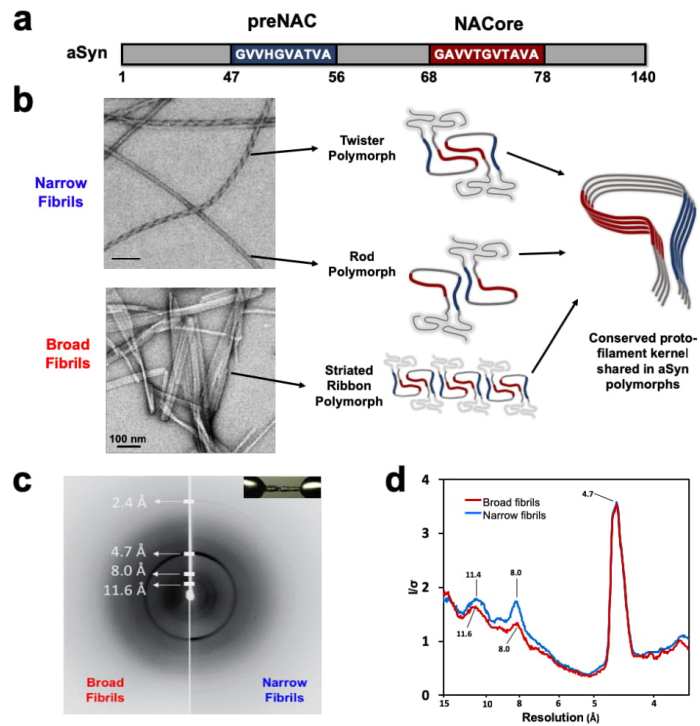 a
preNAC
NACore
aSyn
GVVHGVATVA
GAVVTGVTAVA
1
47
56
68
78
140
b
Narrow
Fibrils
Twister
Polymorph
Rod
Polymorph
Broad
Fibrils
100 nm
Striated
Ribbon
Polymorph
Conserved proto-
filament kernel
shared in aSyn
polymorphs
c
2.4 Å
4.7 Å
8.0 Å
11.6 Å
Broad
Fibrils
Narrow
Fibrils
d
I/σ
4
3
2
1
0
Broad fibrils
Narrow fibrils
4.7
11.4
8.0
11.6
8.0
15
10
8
5
4
Resolution (Å)